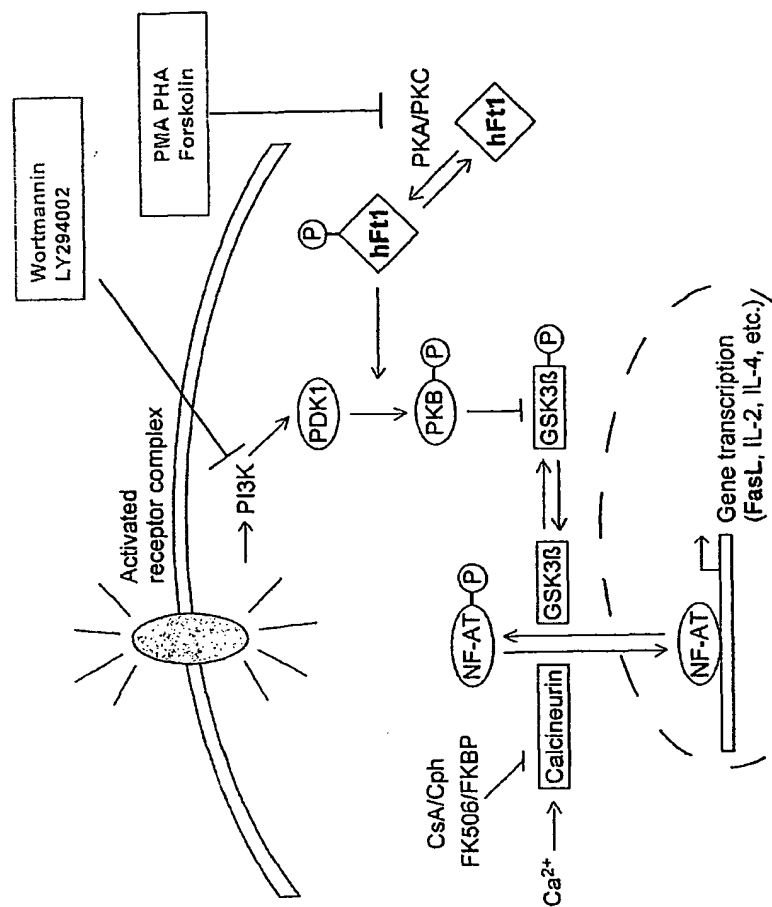 Wortmannin
LY294002
PMA PHA
Forskolin
Activated
receptor complex
PI3K
PDK1
PKB
P
P
hFt1
PKA/PKC
hFt1
GSK3ß
P
GSK3ß
NF-AT
P
CsA/Cph
FK506/FKBP
Ca²⁺
Calcineurin
NF-AT
Gene transcription
(FasL, IL-2, IL-4, etc.)